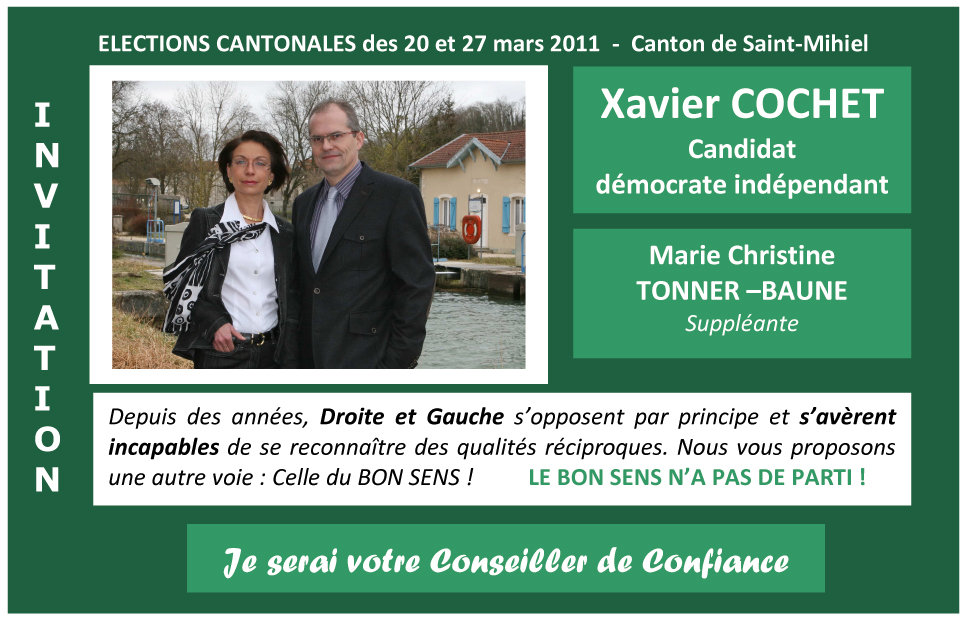 ELECTIONS CANTONALES des 20 et 27 mars 2011 - Canton de Saint-Mihiel
INVITATION
Xavier COCHET
Candidat
démocrate indépendant
Marie Christine
TONNER –BAUNE
Suppléante
Depuis des années, Droite et Gauche s’opposent par principe et s’avèrent
incapables de se reconnaître des qualités réciproques. Nous vous proposons
une autre voie : Celle du BON SENS ! LE BON SENS N’A PAS DE PARTI !
Je serai votre Conseiller de Confiance